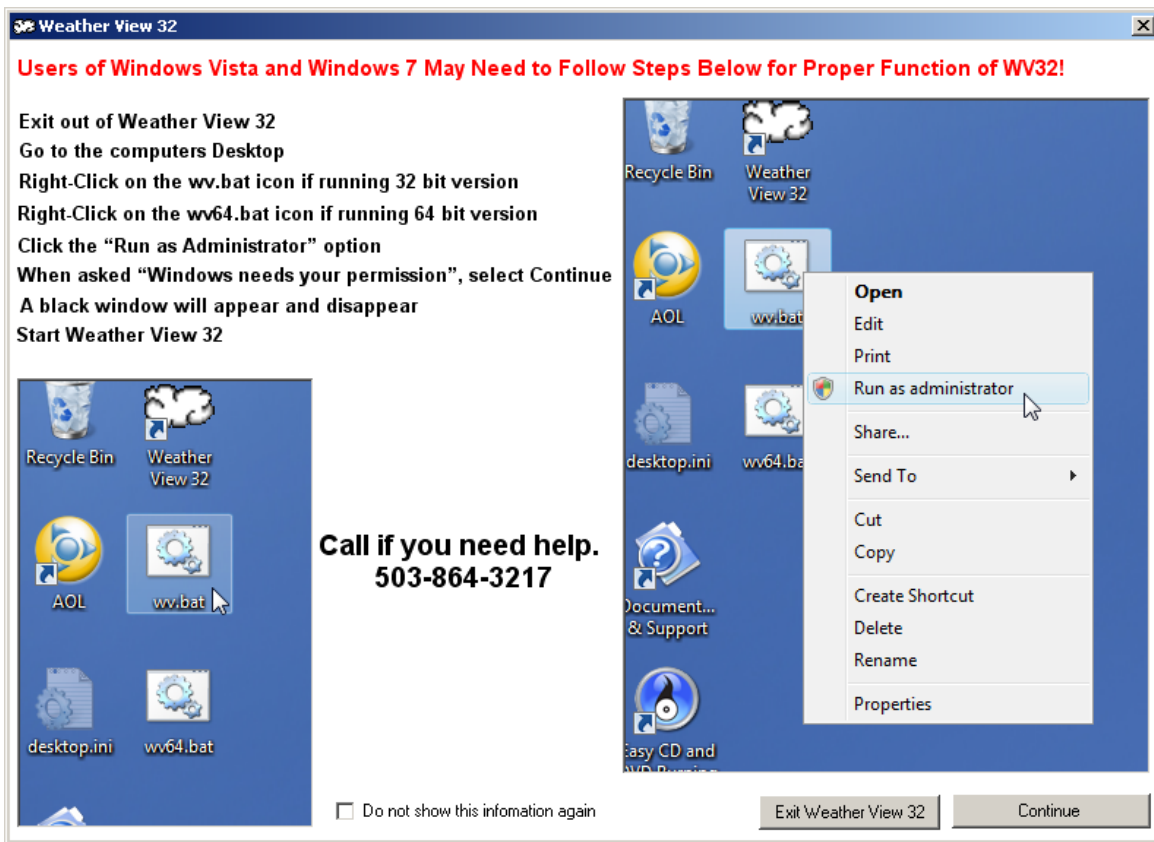 Weather View 32
Users of Windows Vista and Windows 7 May Need to Follow Steps Below for Proper Function of WV32!
Exit out of Weather View 32
Go to the computers Desktop
Right-Click on the wv.bat icon if running 32 bit version
Right-Click on the wv64.bat icon if running 64 bit version
Click the “Run as Administrator” option
When asked “Windows needs your permission”, select Continue
A black window will appear and disappear
Start Weather View 32
Recycle Bin
Weather
View 32
AOL
wv.bat
desktop.ini
wv64.bat
Call if you need help.
503-864-3217
Recycle Bin
Weather
View 32
AOL
wv.bat
desktop.ini
wv64.ba
Document...
& Support
Easy CD and
Open
Edit
Print
Run as administrator
Share...
Send To
Cut
Copy
Create Shortcut
Delete
Rename
Properties
Do not show this infomation again
Exit Weather View 32
Continue